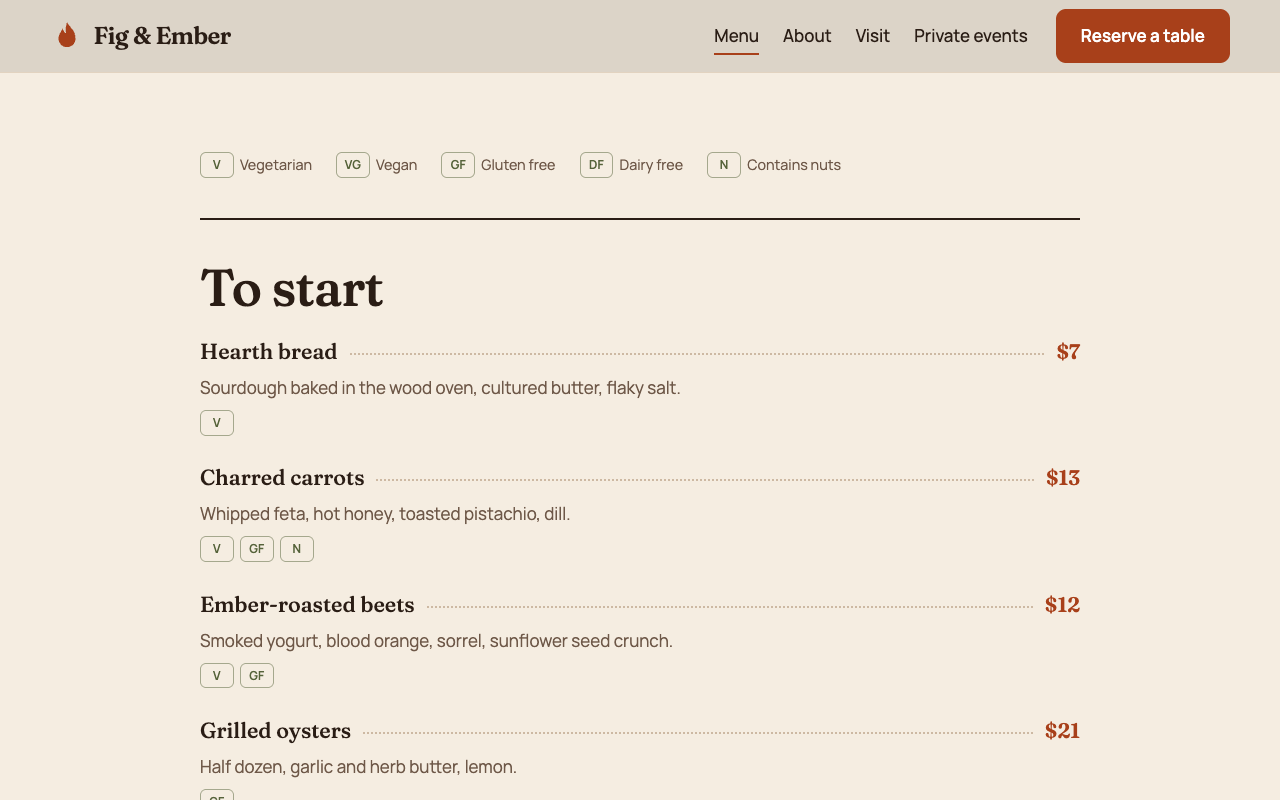 Fig & Ember
Menu About Visit Private events Reserve a table
V Vegetarian VG Vegan GF Gluten free DF Dairy free N Contains nuts
To start
Hearth bread $7
Sourdough baked in the wood oven, cultured butter, flaky salt.
V
Charred carrots $13
Whipped feta, hot honey, toasted pistachio, dill.
V GF N
Ember-roasted beets $12
Smoked yogurt, blood orange, sorrel, sunflower seed crunch.
V GF
Grilled oysters $21
Half dozen, garlic and herb butter, lemon.
GF